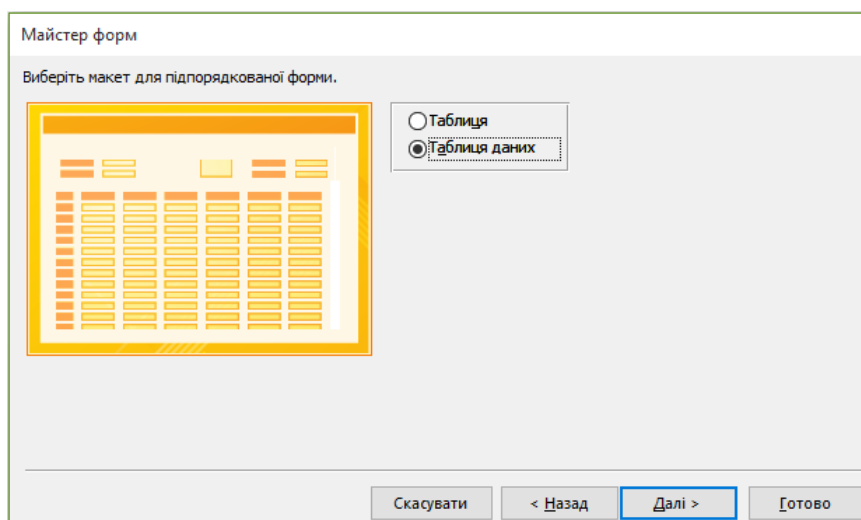 Майстер форм
Виберіть макет для підпорядкованої форми.
Таблиця
Таблиця даних
Скасувати
< Назад
Далі >
Готово